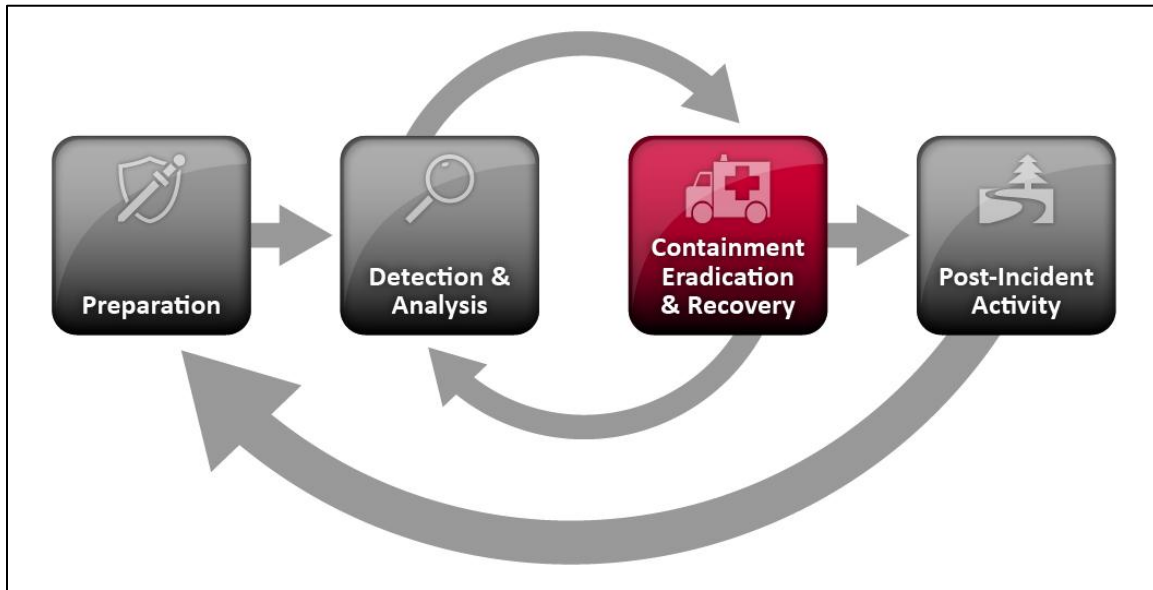 Preparation
Detection &
Analysis
Containment
Eradication
& Recovery
Post-Incident
Activity